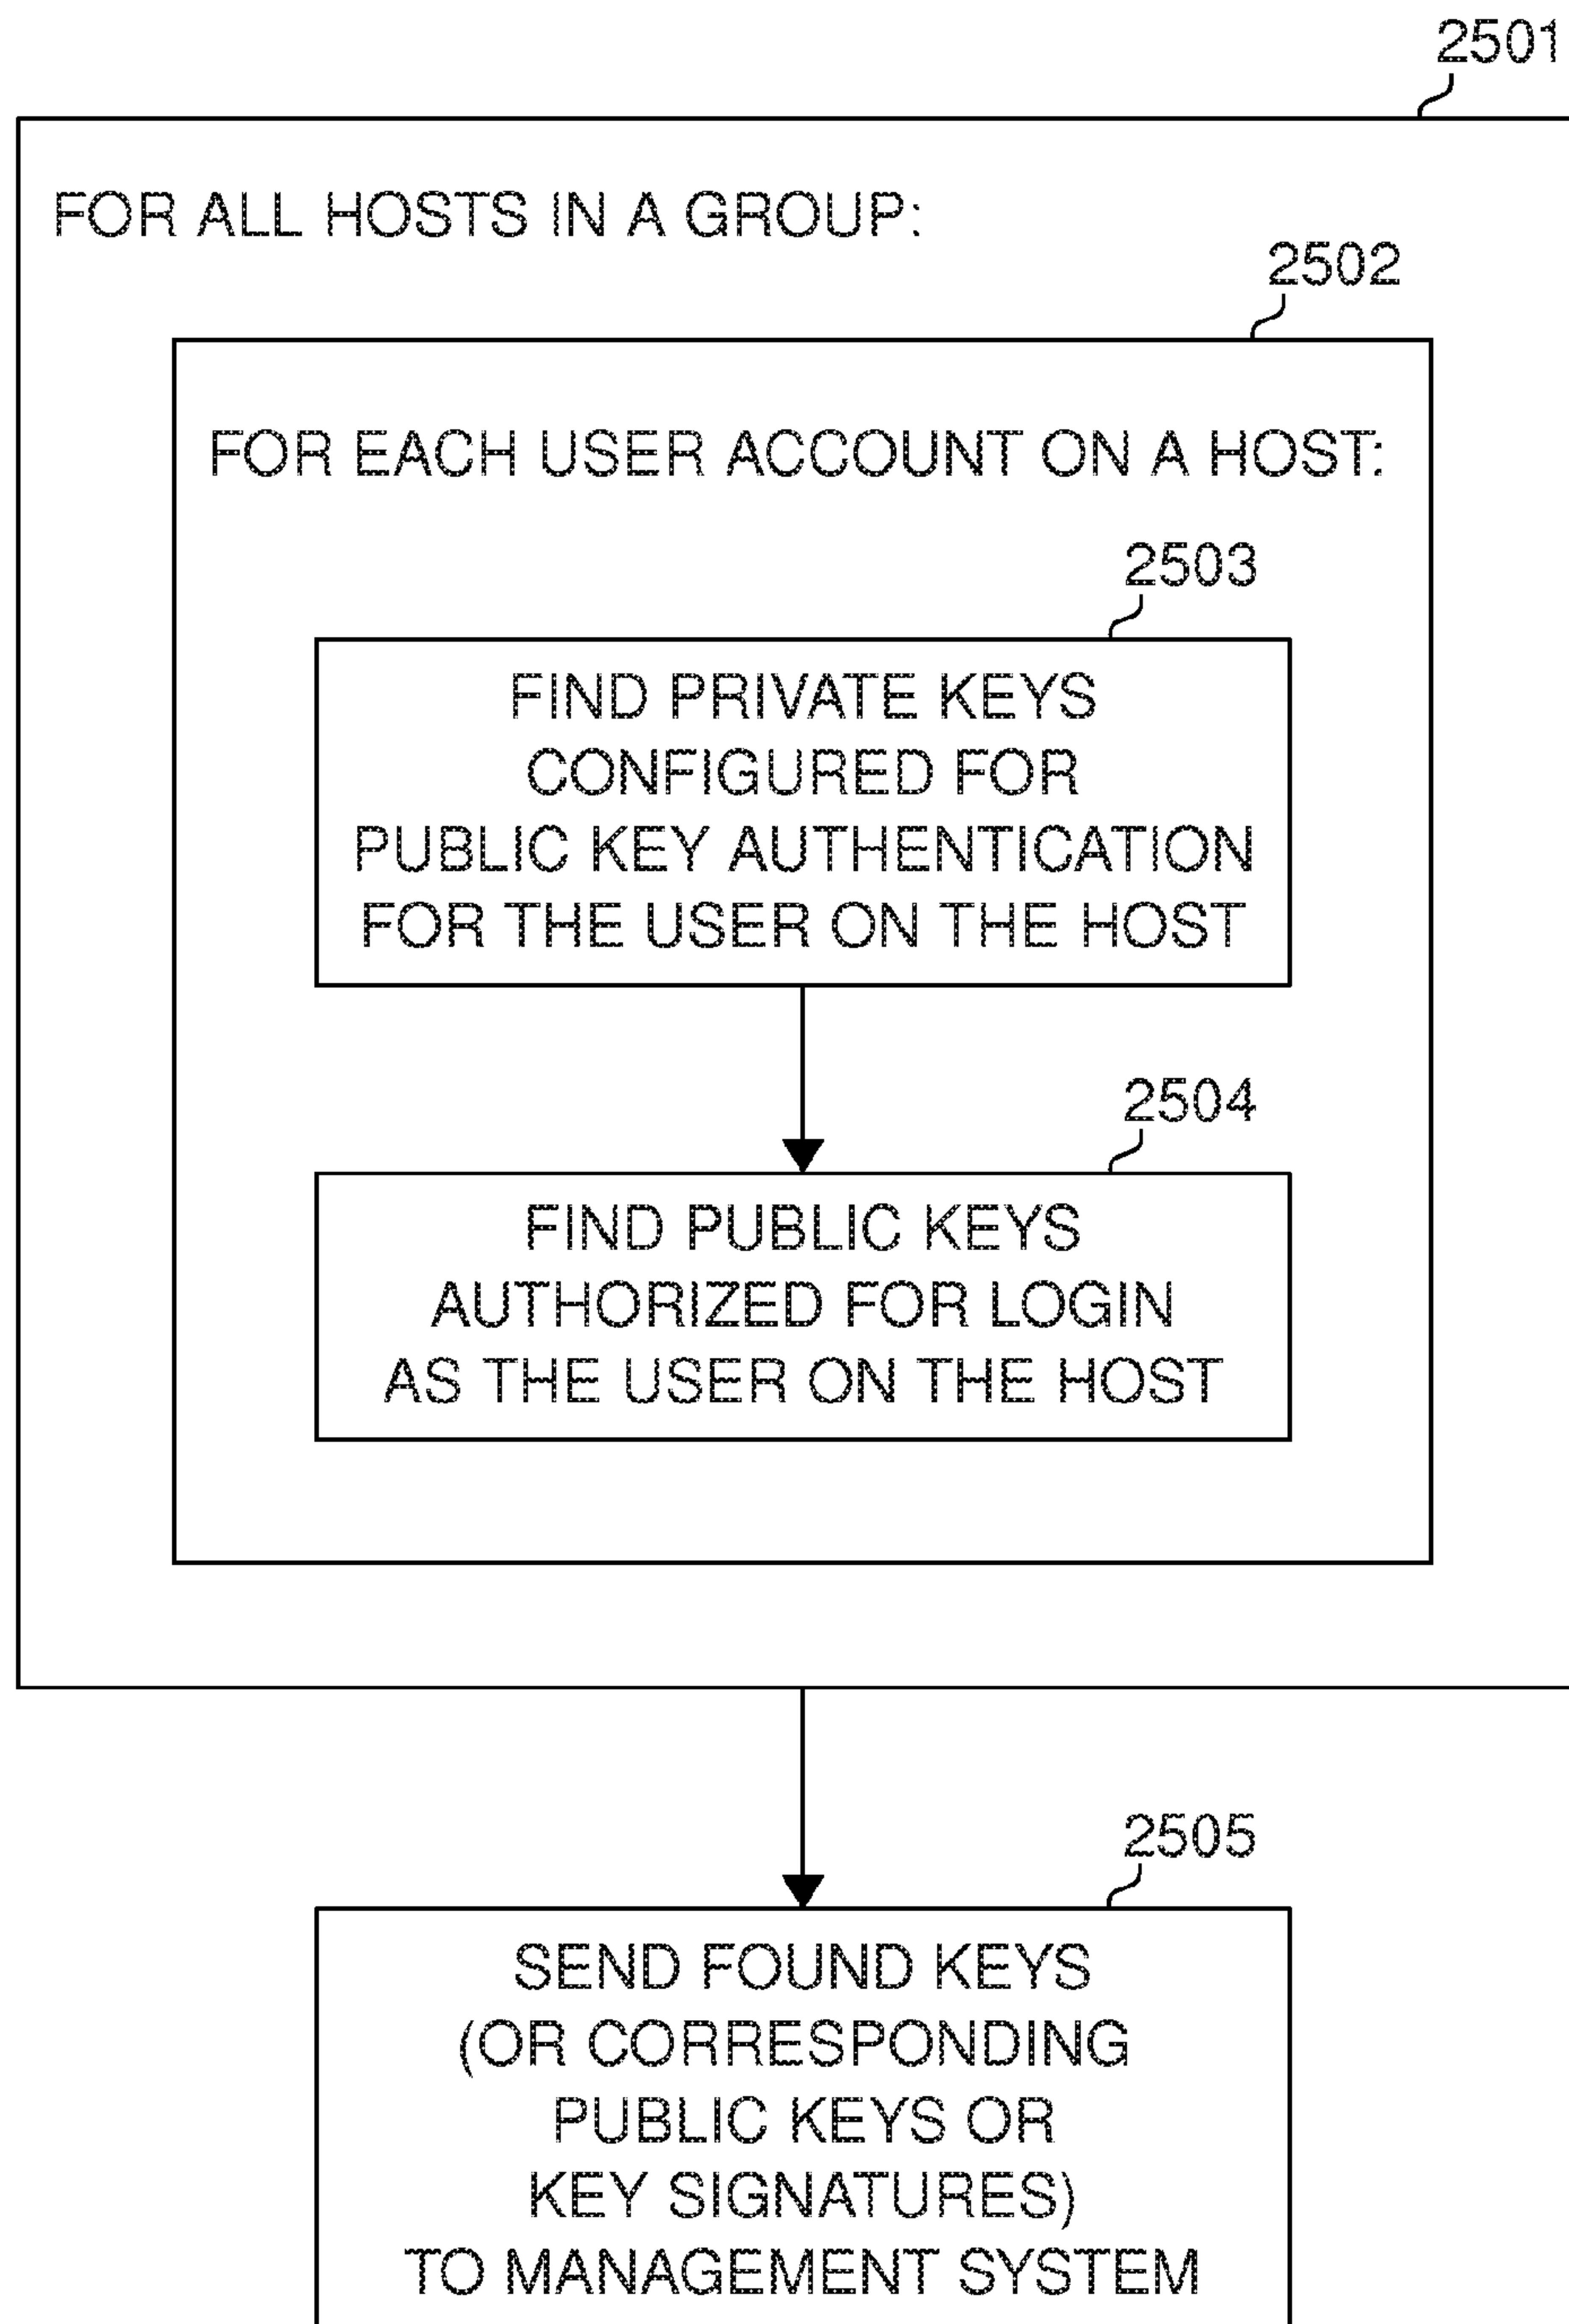 2501
FOR ALL HOSTS IN A GROUP:
2502
FOR EACH USER ACCOUNT ON A HOST:
2503
FIND PRIVATE KEYS
CONFIGURED FOR
PUBLIC KEY AUTHENTICATION
FOR THE USER ON THE HOST
2504
FIND PUBLIC KEYS
AUTHORIZED FOR LOGIN
AS THE USER ON THE HOST
2505
SEND FOUND KEYS
(OR CORRESPONDING
PUBLIC KEYS OR
KEY SIGNATURES)
TO MANAGEMENT SYSTEM